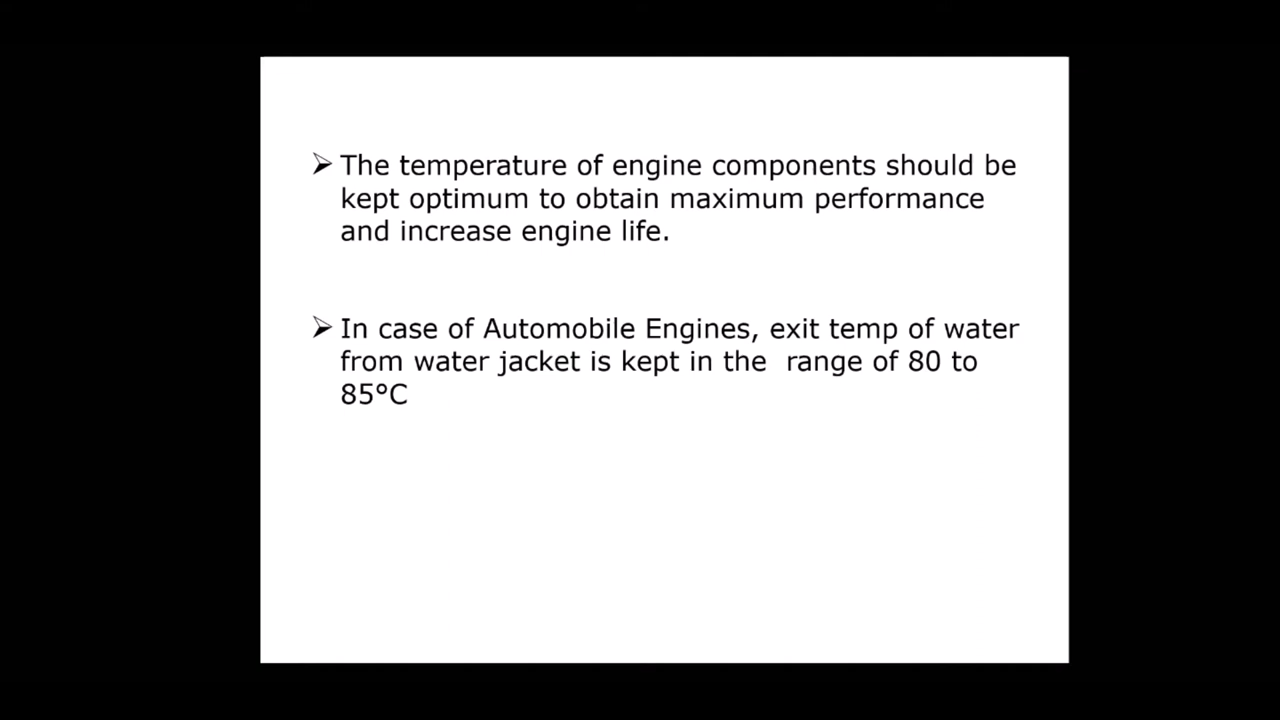 ➢ The temperature of engine components should be
kept optimum to obtain maximum performance
and increase engine life.
➢ In case of Automobile Engines, exit temp of water
from water jacket is kept in the  range of 80 to
85°C